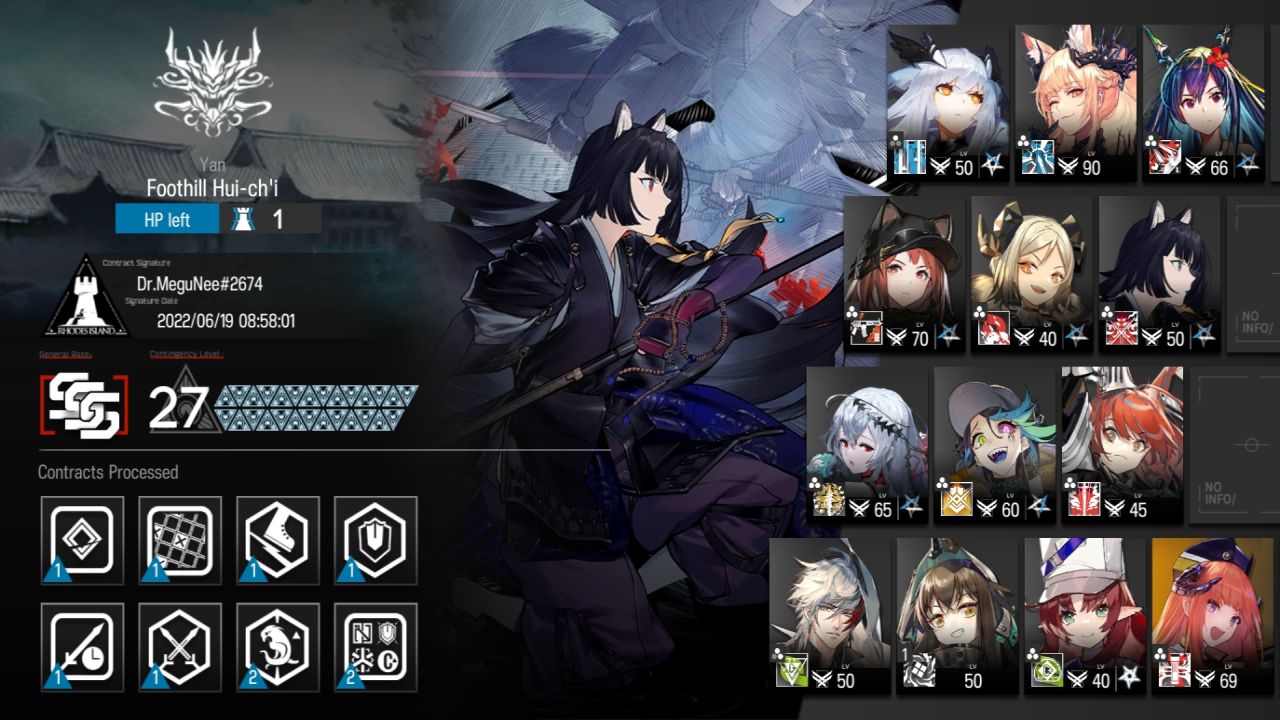 Yan
Foothill Hui-ch'i
HP left 1
Contract Signature
Dr.MeguNee#2674
Signature Date
2022/06/19 08:58:01
RHODES ISLAND
General Rate:
Contingency Level:
SSS
27
Contracts Processed
1 1 1 1
1 1 2 2
LV 50 LV 90 LV 66
LV 70 LV 40 LV 50
NO
INFO/
LV 65 LV 60 LV 45
NO
INFO/
LV 50 1 LV 50 LV 40 LV 69